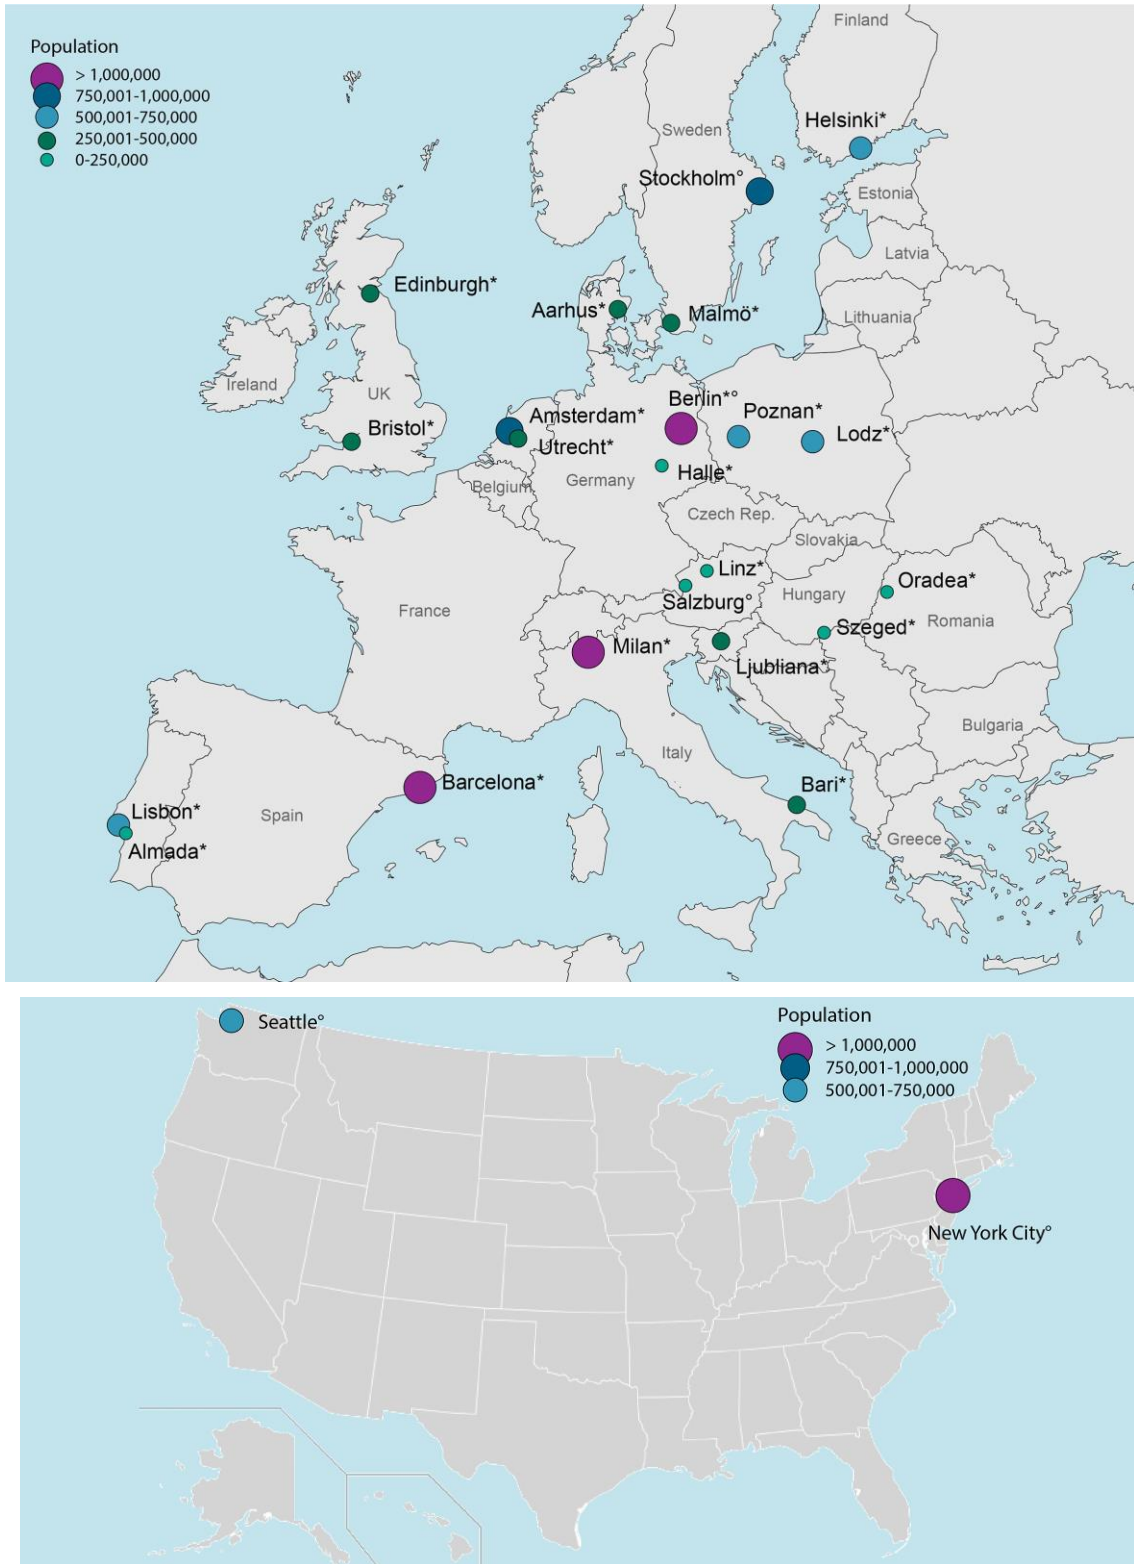 Finland
Population
> 1,000,000
750,001-1,000,000
500,001-750,000
250,001-500,000
0-250,000
Helsinki*
Sweden
Stockholm°
Estonia
Latvia
Edinburgh*
Aarhus*
Malmö*
Lithuania
Ireland
UK
Berlin*°
Poznan*
Amsterdam*
Bristol*
Lodz*
Utrecht*
Halle*
Belgium
Germany
Czech Rep.
Slovakia
Linz*
Oradea*
Salzburg°
Hungary
France
Szeged*
Romania
Milan*
Ljubliana*
Bulgaria
Italy
Barcelona*
Bari*
Lisbon*
Spain
Greece
Almada*
Seattle°
Population
> 1,000,000
750,001-1,000,000
500,001-750,000
New York City°